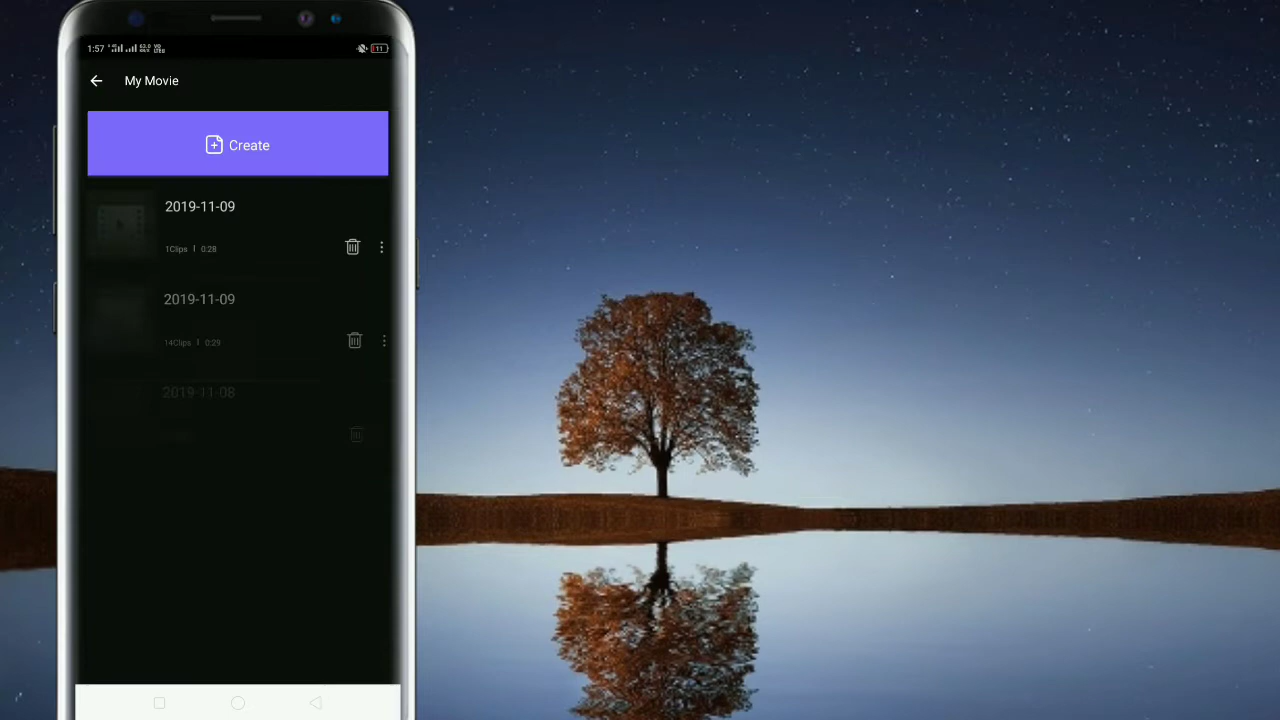 1:57
11
My Movie
Create
2019-11-09
1Clips | 0:28
2019-11-09
14Clips | 0:29
2019-11-08